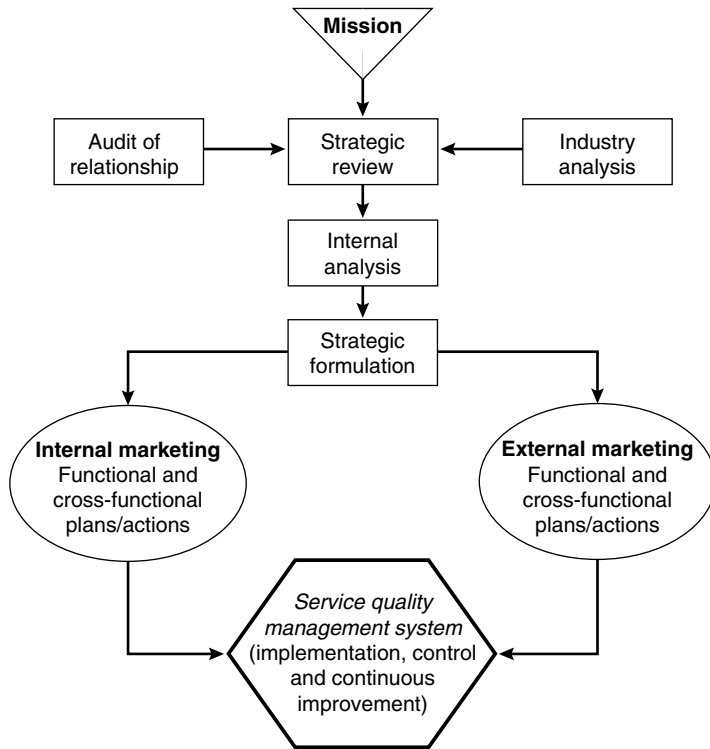 Mission
Audit of
relationship
Strategic
review
Industry
analysis
Internal
analysis
Strategic
formulation
Internal marketing
Functional and
cross-functional
plans/actions
External marketing
Functional and
cross-functional
plans/actions
Service quality
management system
(implementation, control
and continuous
improvement)